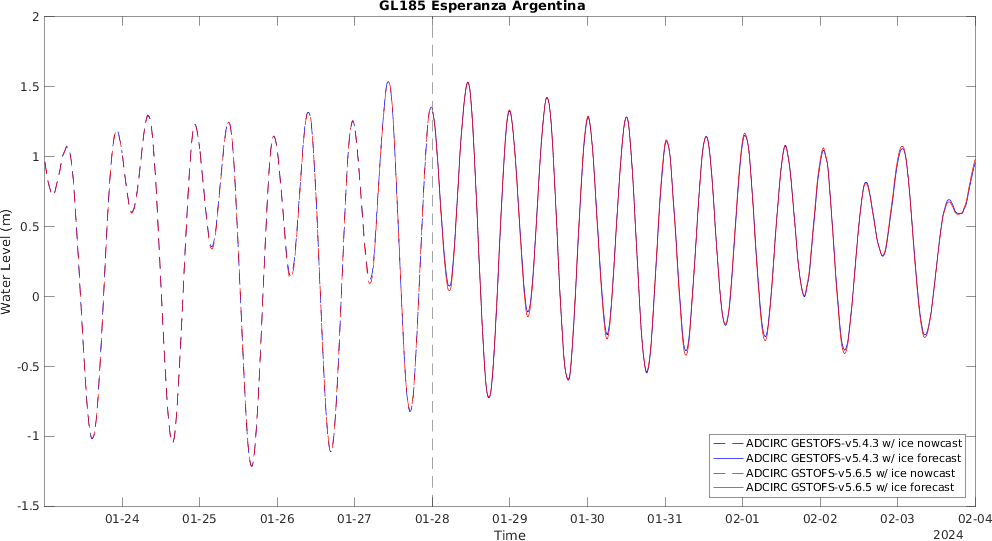 GL185 Esperanza Argentina
2
1.5
1
0.5
0
-0.5
-1
-1.5
Water Level (m)
ADCIRC GESTOFS-v5.4.3 w/ ice nowcast
ADCIRC GESTOFS-v5.4.3 w/ ice forecast
ADCIRC GSTOFS-v5.6.5 w/ ice nowcast
ADCIRC GSTOFS-v5.6.5 w/ ice forecast
01-24 01-25 01-26 01-27 01-28 01-29 01-30 01-31 02-01 02-02 02-03 02-04
Time
2024